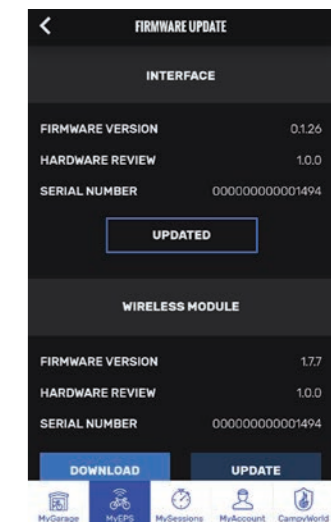 FIRMWARE UPDATE
INTERFACE
FIRMWARE VERSION 0.1.26
HARDWARE REVIEW 1.0.0
SERIAL NUMBER 000000000001494
UPDATED
WIRELESS MODULE
FIRMWARE VERSION 1.7.7
HARDWARE REVIEW 1.0.0
SERIAL NUMBER 000000000001494
DOWNLOAD UPDATE
MyGarage MyEPS MySessions MyAccount CampyWorld